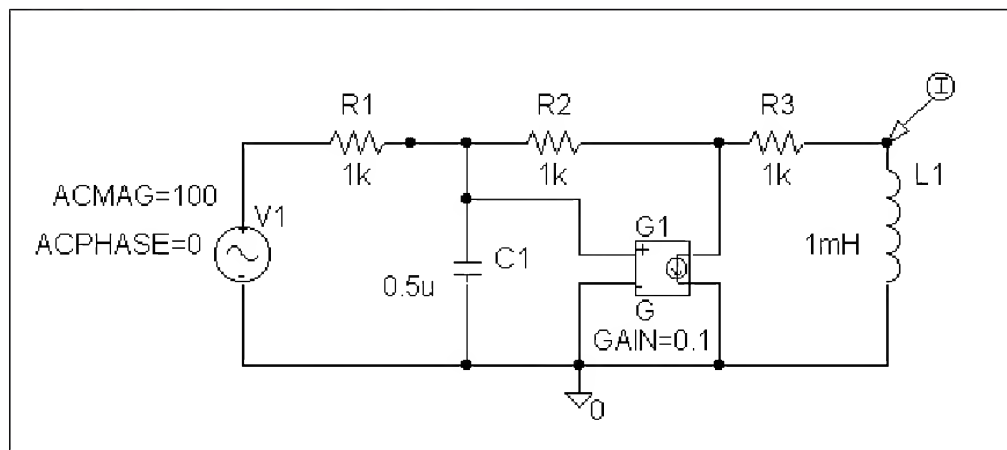 I
R1
R2
R3
1k
1k
1k
L1
ACMAG=100
V1
G1
ACPHASE=0
+
C1
1mH
-
-
0.5u
G
GAIN=0.1
0